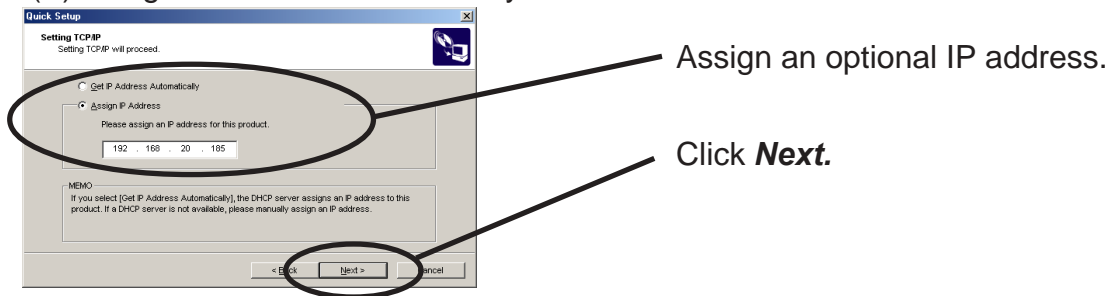 Quick Setup
Setting TCP/IP
Setting TCP/IP will proceed.
Get IP Address Automatically
Assign IP Address
Please assign an IP address for this product.
192 . 168 . 20 . 185
MEMO
If you select [Get IP Address Automatically], the DHCP server assigns an IP address to this
product. If a DHCP server is not available, please manually assign an IP address.
Next >
Assign an optional IP address.
Click Next.